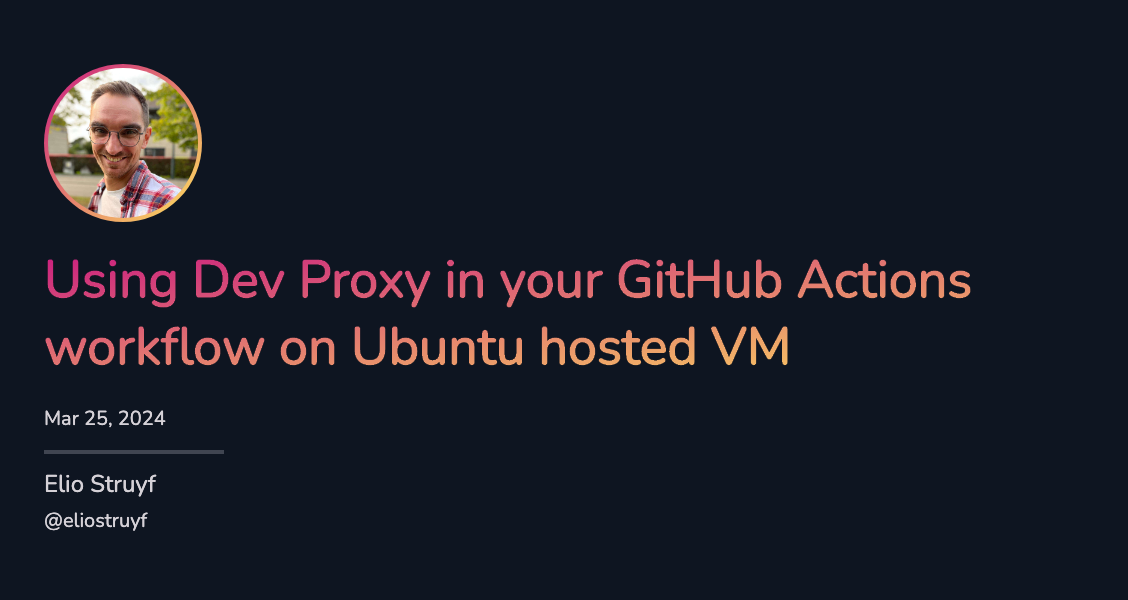 Using Dev Proxy in your GitHub Actions
workflow on Ubuntu hosted VM
Mar 25, 2024
Elio Struyf
@eliostruyf